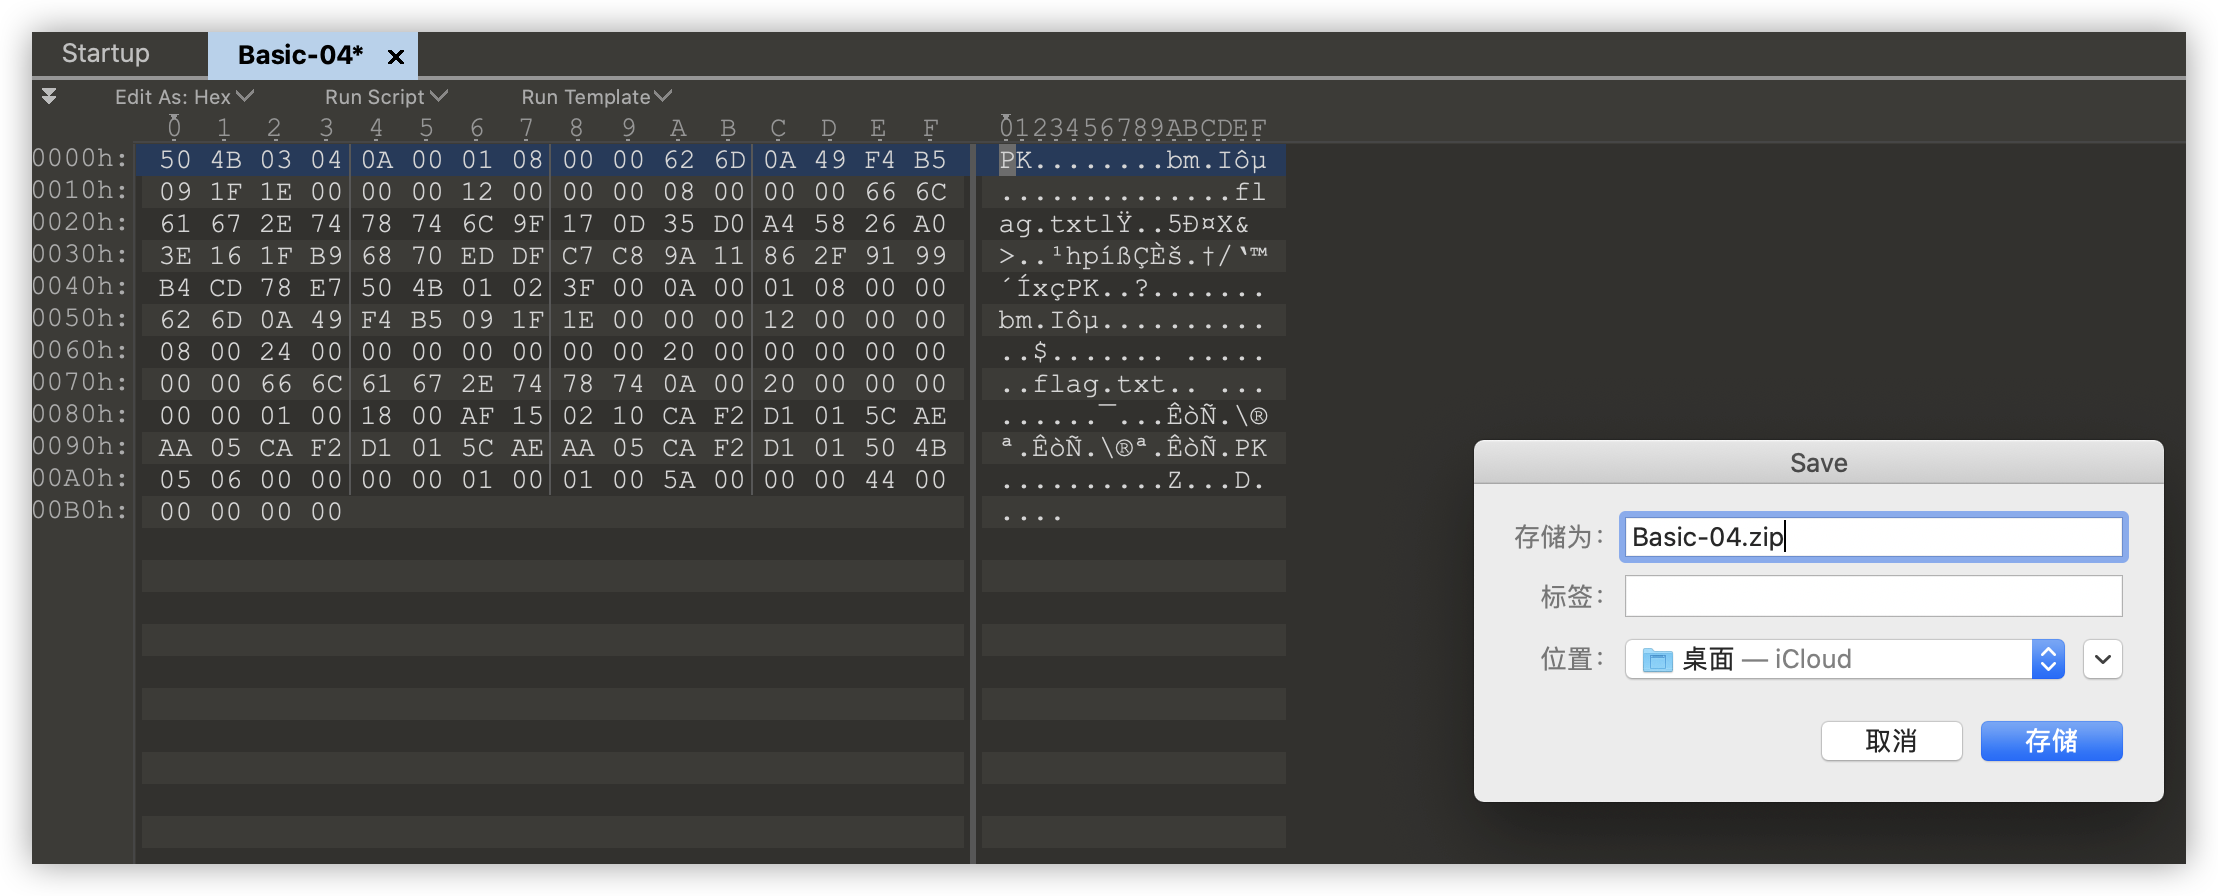 Startup Basic-04* x
Edit As: Hex Run Script Run Template
0 1 2 3 4 5 6 7 8 9 A B C D E F 0123456789ABCDEF
0000h: 50 4B 03 04 0A 00 01 08 00 00 62 6D 0A 49 F4 B5 PK........bm.Iôµ
0010h: 09 1F 1E 00 00 00 12 00 00 00 08 00 00 00 66 6C ..............fl
0020h: 61 67 2E 74 78 74 6C 9F 17 0D 35 D0 A4 58 26 A0 ag.txtlŸ..5Ð¤X&
0030h: 3E 16 1F B9 68 70 ED DF C7 C8 9A 11 86 2F 91 99 >..¹hpíßÇÈš.†/‘™
0040h: B4 CD 78 E7 50 4B 01 02 3F 00 0A 00 01 08 00 00 ´ÍxçPK..?.......
0050h: 62 6D 0A 49 F4 B5 09 1F 1E 00 00 00 12 00 00 00 bm.Iôµ..........
0060h: 08 00 24 00 00 00 00 00 00 00 20 00 00 00 00 00 ..$....... .....
0070h: 00 00 66 6C 61 67 2E 74 78 74 0A 00 20 00 00 00 ..flag.txt.. ...
0080h: 00 00 01 00 18 00 AF 15 02 10 CA F2 D1 01 5C AE ......¯...ÊòÑ.\®
0090h: AA 05 CA F2 D1 01 5C AE AA 05 CA F2 D1 01 50 4B ª.ÊòÑ.\®ª.ÊòÑ.PK
00A0h: 05 06 00 00 00 00 01 00 01 00 5A 00 00 00 44 00 ..........Z...D.
00B0h: 00 00 00 00 ....
Save
存储为: Basic-04.zip
标签:
位置: 桌面 — iCloud
取消 存储